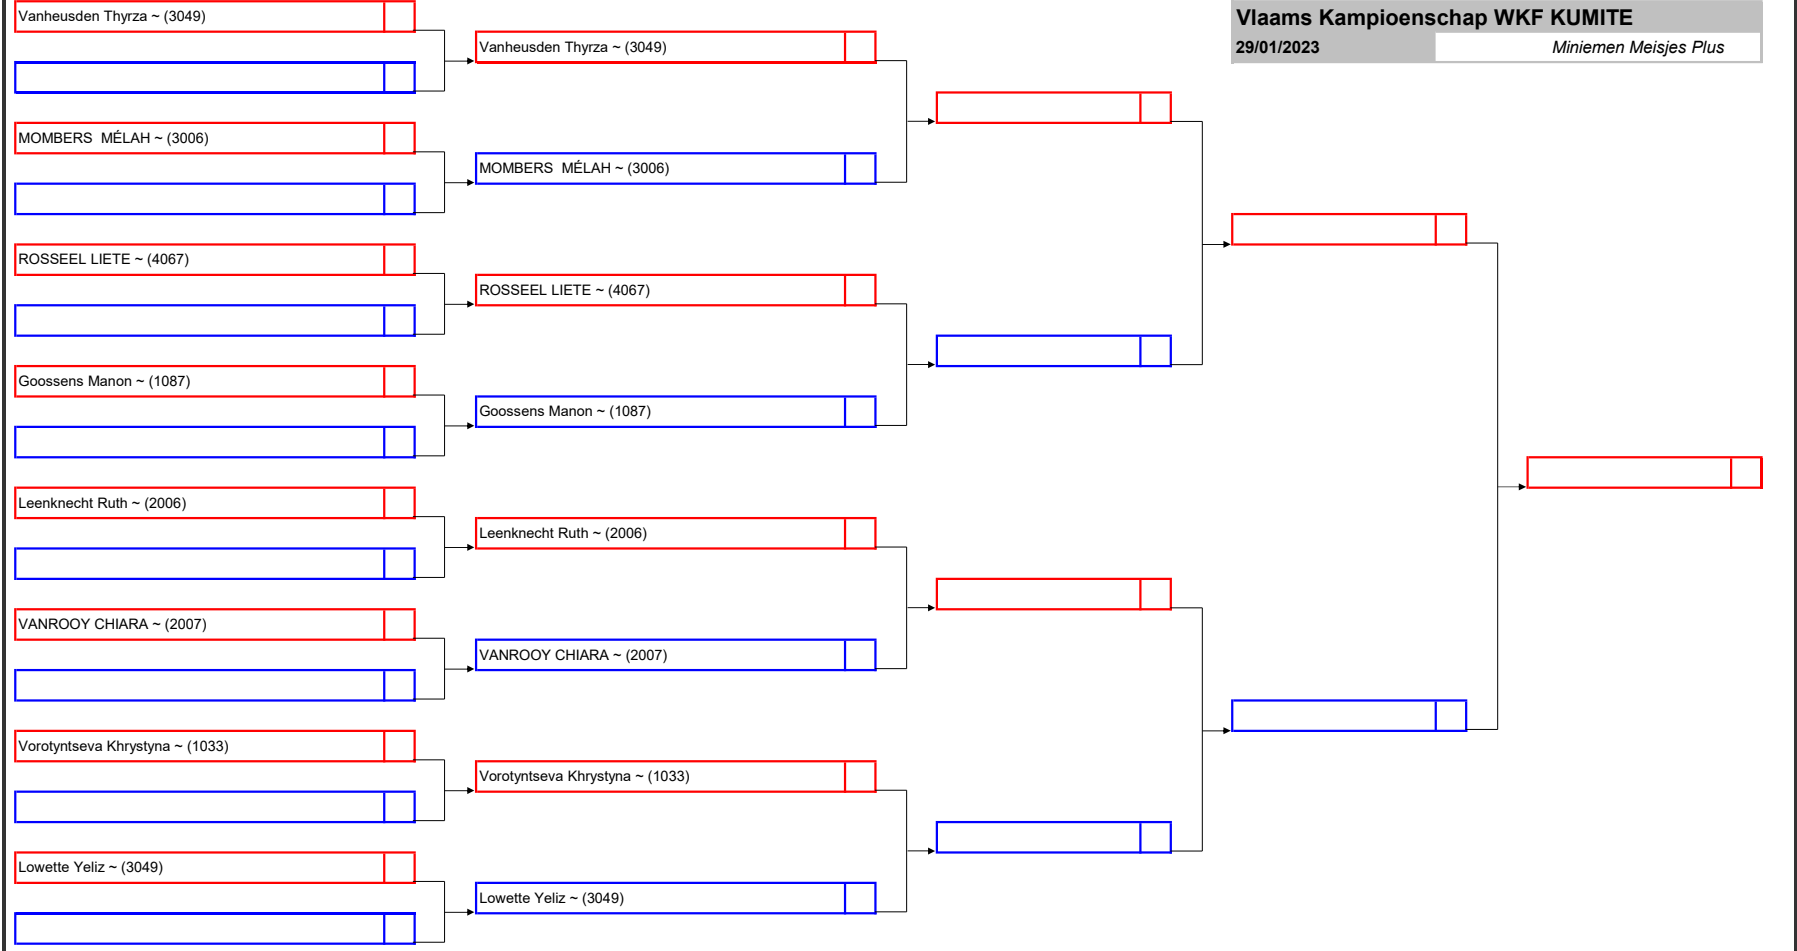 Vanheusden Thyrza ~ (3049)
MOMBERS  MÉLAH ~ (3006)
ROSSEEL LIETE ~ (4067)
Goossens Manon ~ (1087)
Leenknecht Ruth ~ (2006)
VANROOY CHIARA ~ (2007)
Vorotyntseva Khrystyna ~ (1033)
Lowette Yeliz ~ (3049)
Vanheusden Thyrza ~ (3049)
MOMBERS  MÉLAH ~ (3006)
ROSSEEL LIETE ~ (4067)
Goossens Manon ~ (1087)
Leenknecht Ruth ~ (2006)
VANROOY CHIARA ~ (2007)
Vorotyntseva Khrystyna ~ (1033)
Lowette Yeliz ~ (3049)
Vlaams Kampioenschap WKF KUMITE
29/01/2023 Miniemen Meisjes Plus